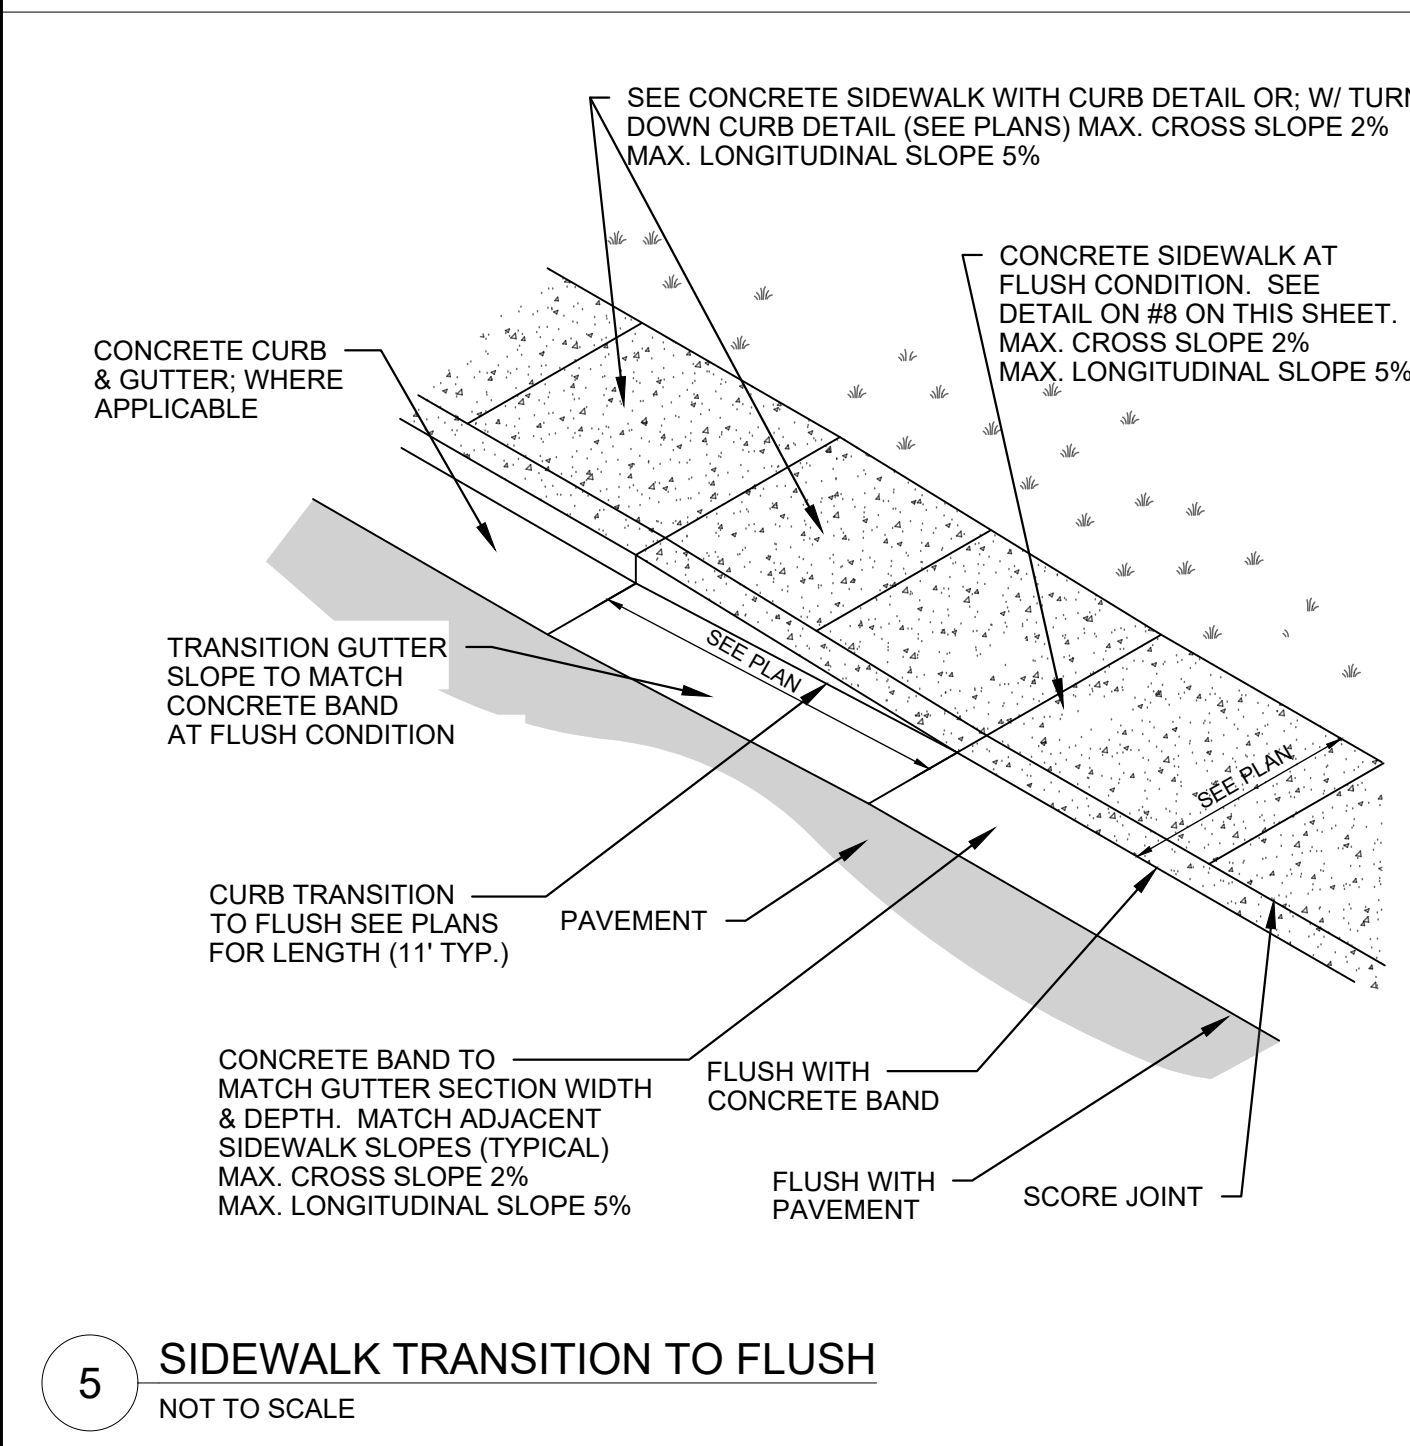 SEE CONCRETE SIDEWALK WITH CURB DETAIL OR; W/ TURN
DOWN CURB DETAIL (SEE PLANS) MAX. CROSS SLOPE 2%
MAX. LONGITUDINAL SLOPE 5%
CONCRETE SIDEWALK AT
FLUSH CONDITION. SEE
DETAIL ON #8 ON THIS SHEET.
MAX. CROSS SLOPE 2%
MAX. LONGITUDINAL SLOPE 5%
CONCRETE CURB
& GUTTER; WHERE
APPLICABLE
TRANSITION GUTTER
SLOPE TO MATCH
CONCRETE BAND
AT FLUSH CONDITION
SEE PLAN
SEE PLAN
CURB TRANSITION
TO FLUSH SEE PLANS
FOR LENGTH (11' TYP.)
PAVEMENT
CONCRETE BAND TO
MATCH GUTTER SECTION WIDTH
& DEPTH. MATCH ADJACENT
SIDEWALK SLOPES (TYPICAL)
MAX. CROSS SLOPE 2%
MAX. LONGITUDINAL SLOPE 5%
FLUSH WITH
CONCRETE BAND
FLUSH WITH
PAVEMENT
SCORE JOINT
5
SIDEWALK TRANSITION TO FLUSH
NOT TO SCALE